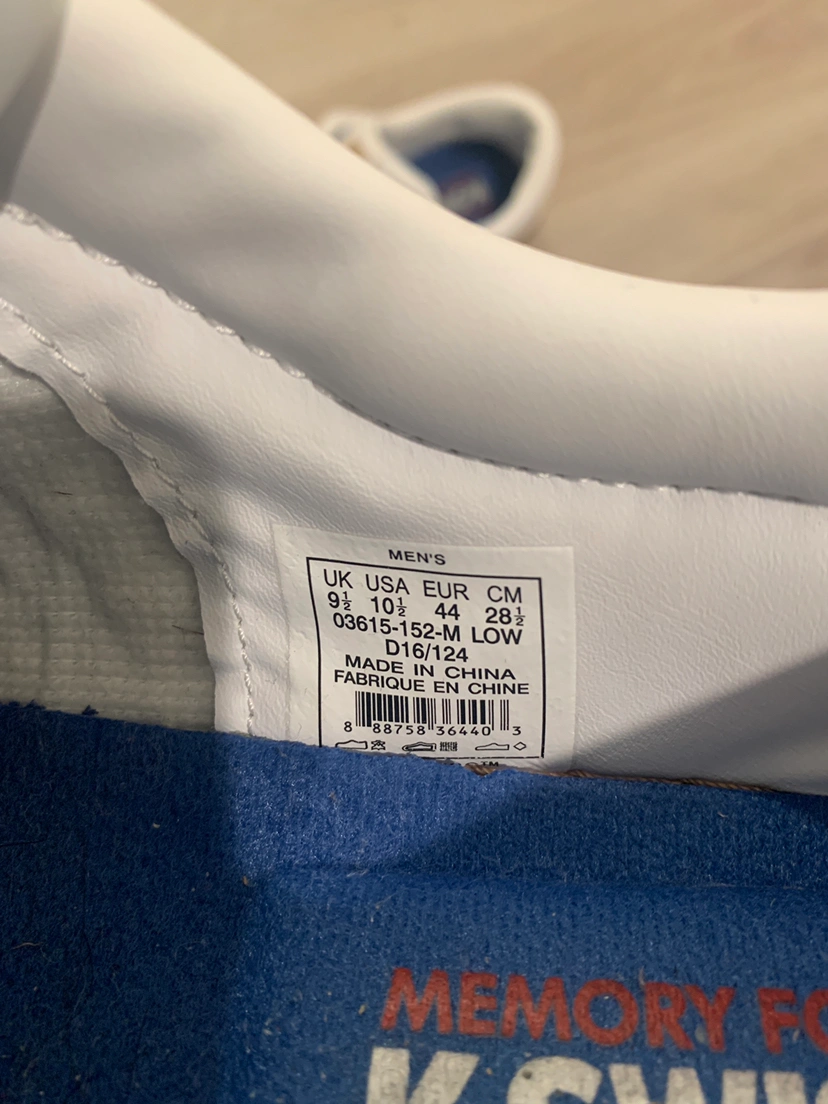 MEN'S
UK USA EUR CM
9½ 10½ 44 28½
03615-152-M LOW
D16/124
MADE IN CHINA
FABRIQUE EN CHINE
8 88758 36440 3
TM
MEMORY